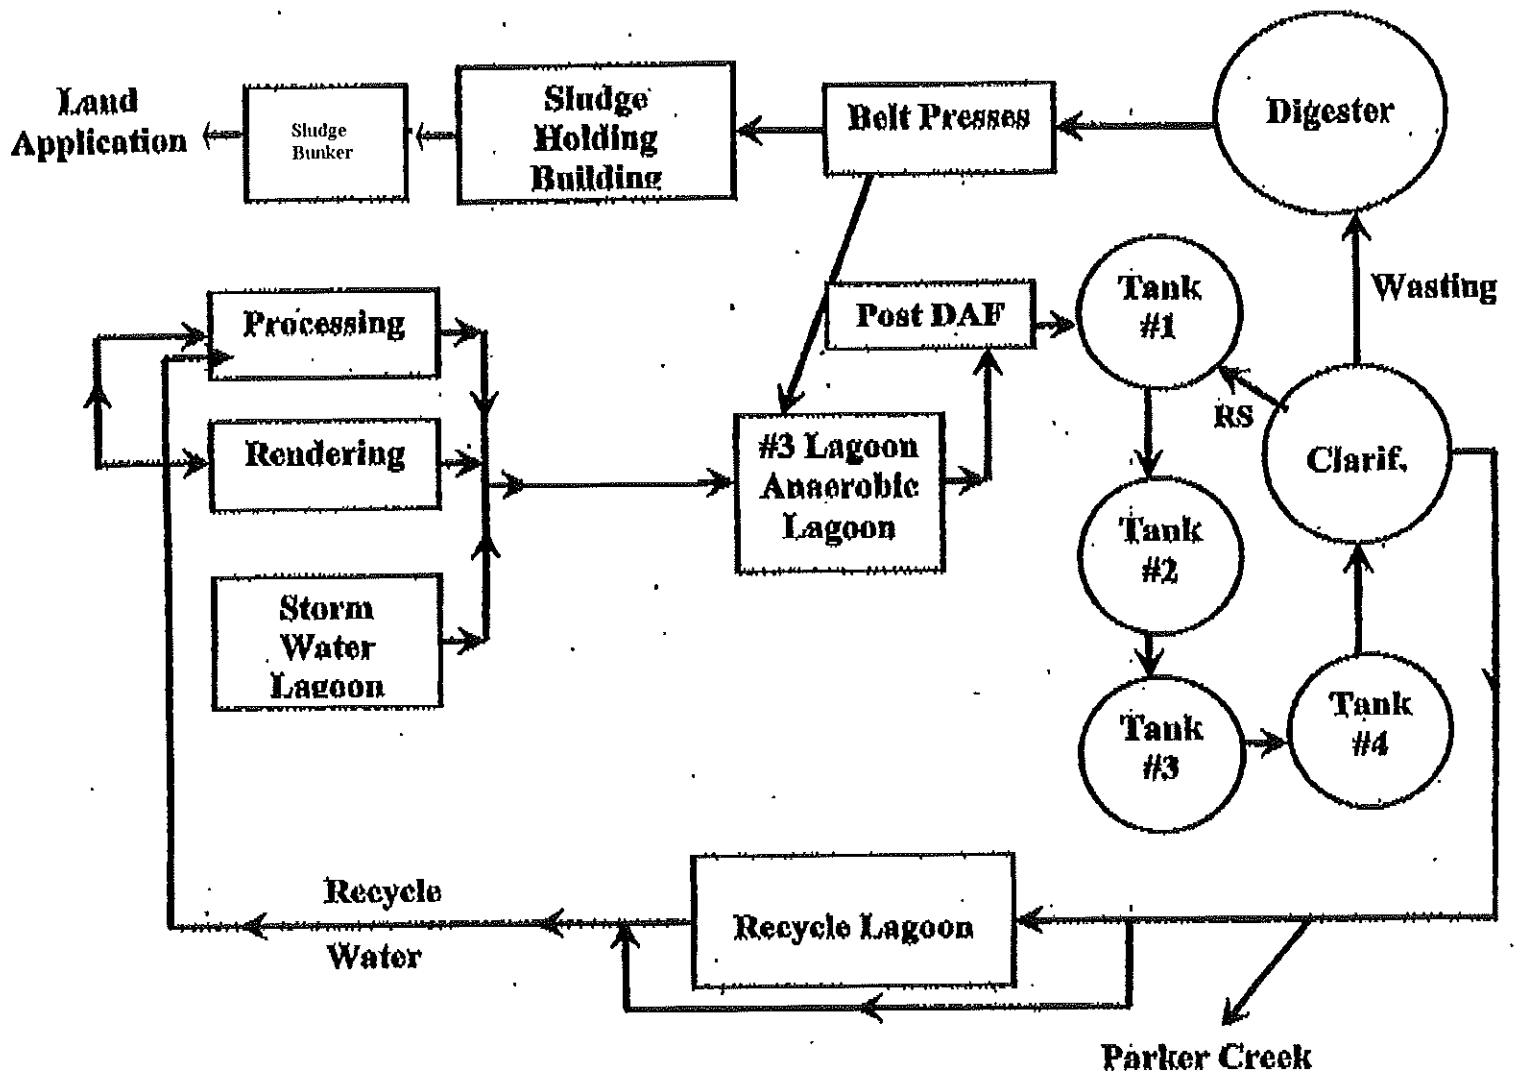 Land
Application
Sludge
Bunker
Sludge
Holding
Building
Belt Presses
Digester
Wasting
Processing
Post DAF
Tank
#1
RS
Rendering
#3 Lagoon
Anaerobic
Lagoon
Clarif.
Tank
#2
Storm
Water
Lagoon
Tank
#3
Tank
#4
Recycle
Water
Recycle Lagoon
Parker Creek